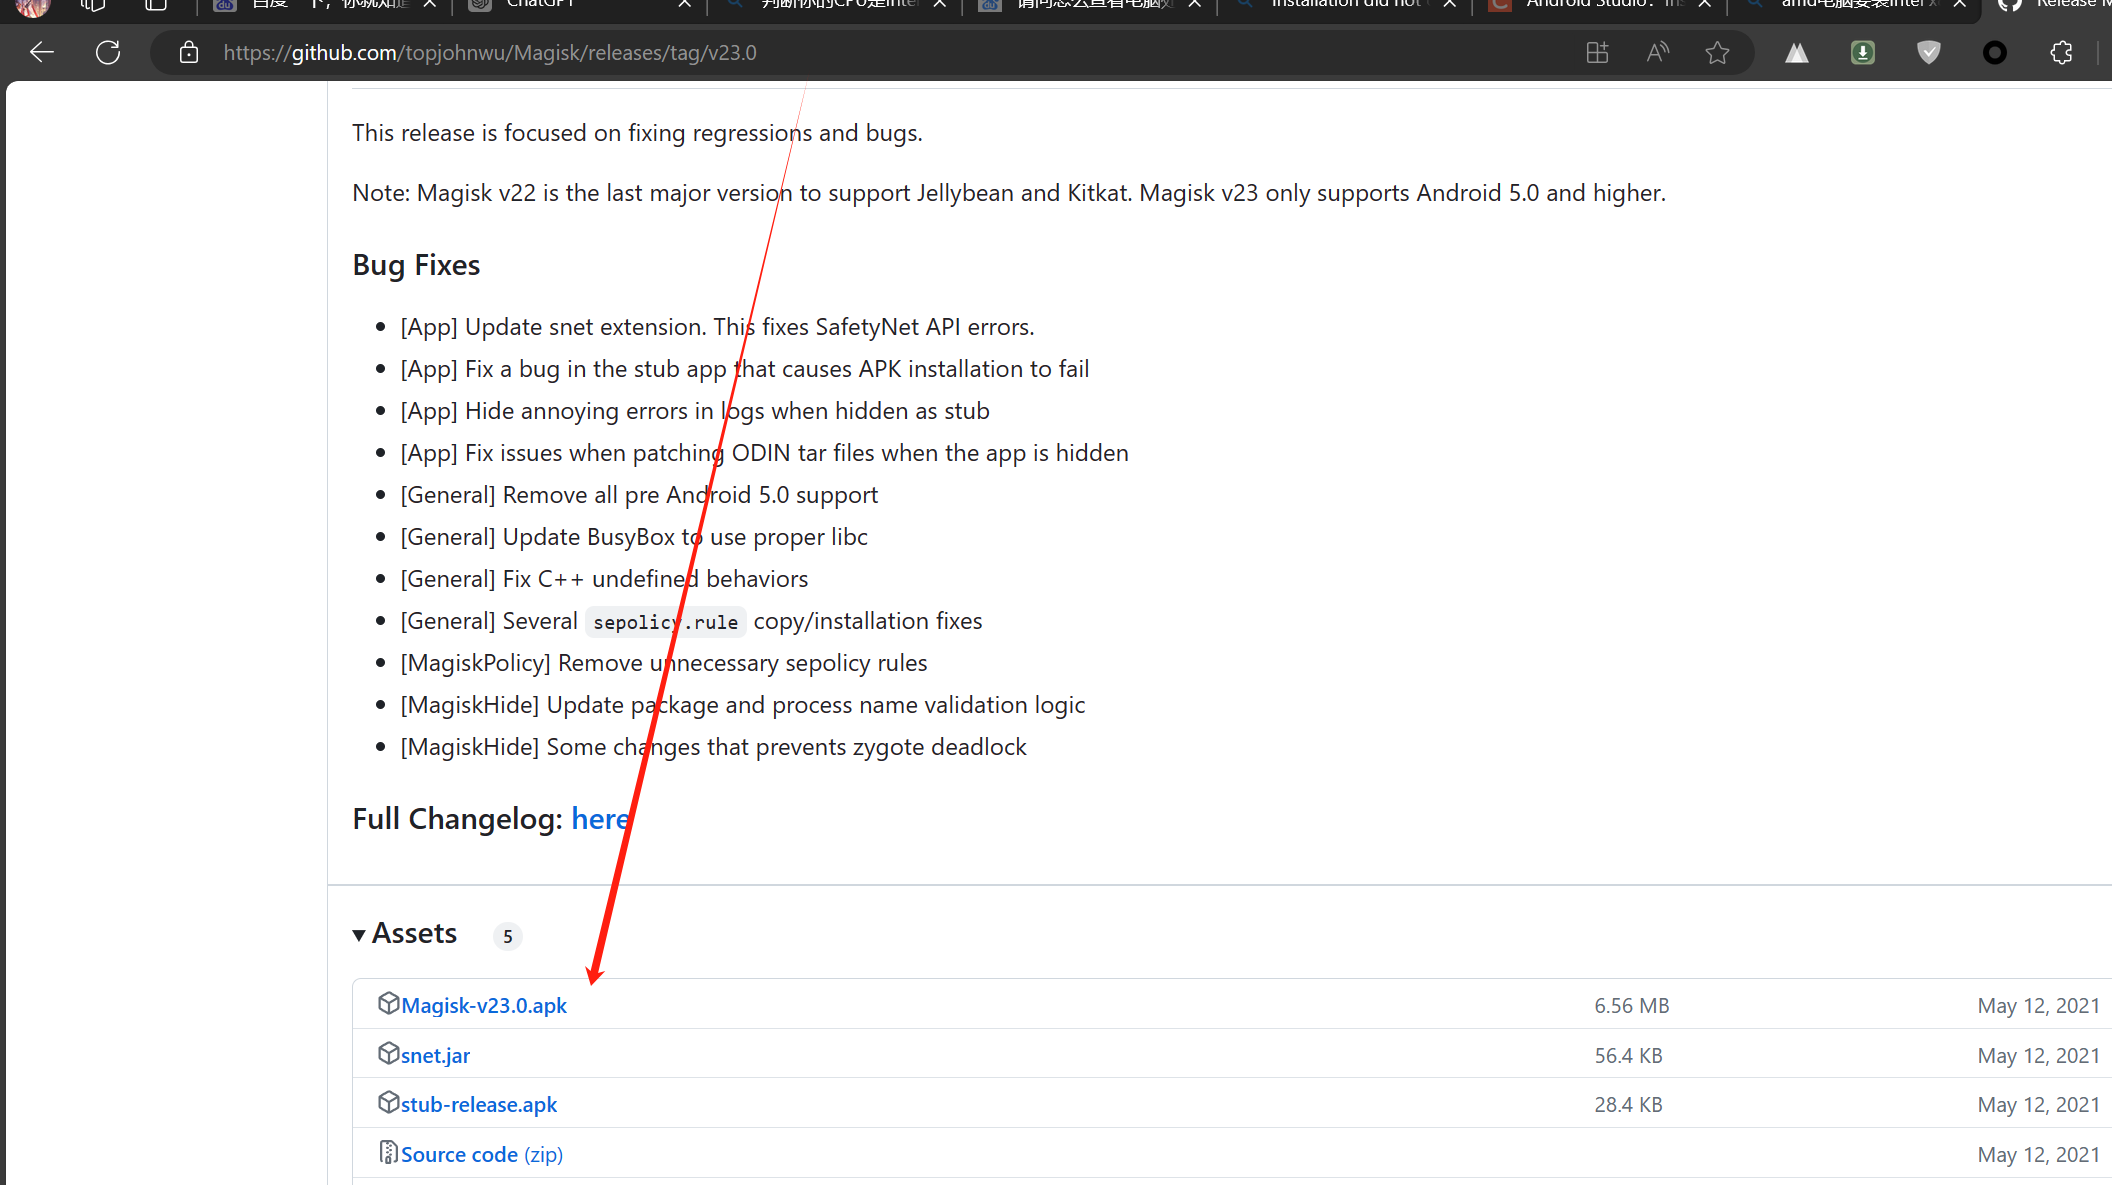 百度一下，你就知道
ChatGPT
判断你的CPU是Inte
请问怎么查看电脑处
Installation did not
Android Studio: Ins
amd电脑安装Intel x
Release M
https://github.com/topjohnwu/Magisk/releases/tag/v23.0
This release is focused on fixing regressions and bugs.
Note: Magisk v22 is the last major version to support Jellybean and Kitkat. Magisk v23 only supports Android 5.0 and higher.
Bug Fixes
[App] Update snet extension. This fixes SafetyNet API errors.
[App] Fix a bug in the stub app that causes APK installation to fail
[App] Hide annoying errors in logs when hidden as stub
[App] Fix issues when patching ODIN tar files when the app is hidden
[General] Remove all pre Android 5.0 support
[General] Update BusyBox to use proper libc
[General] Fix C++ undefined behaviors
[General] Several sepolicy.rule copy/installation fixes
[MagiskPolicy] Remove unnecessary sepolicy rules
[MagiskHide] Update package and process name validation logic
[MagiskHide] Some changes that prevents zygote deadlock
Full Changelog: here
Assets 5
Magisk-v23.0.apk 6.56 MB May 12, 2021
snet.jar 56.4 KB May 12, 2021
stub-release.apk 28.4 KB May 12, 2021
Source code (zip) May 12, 2021